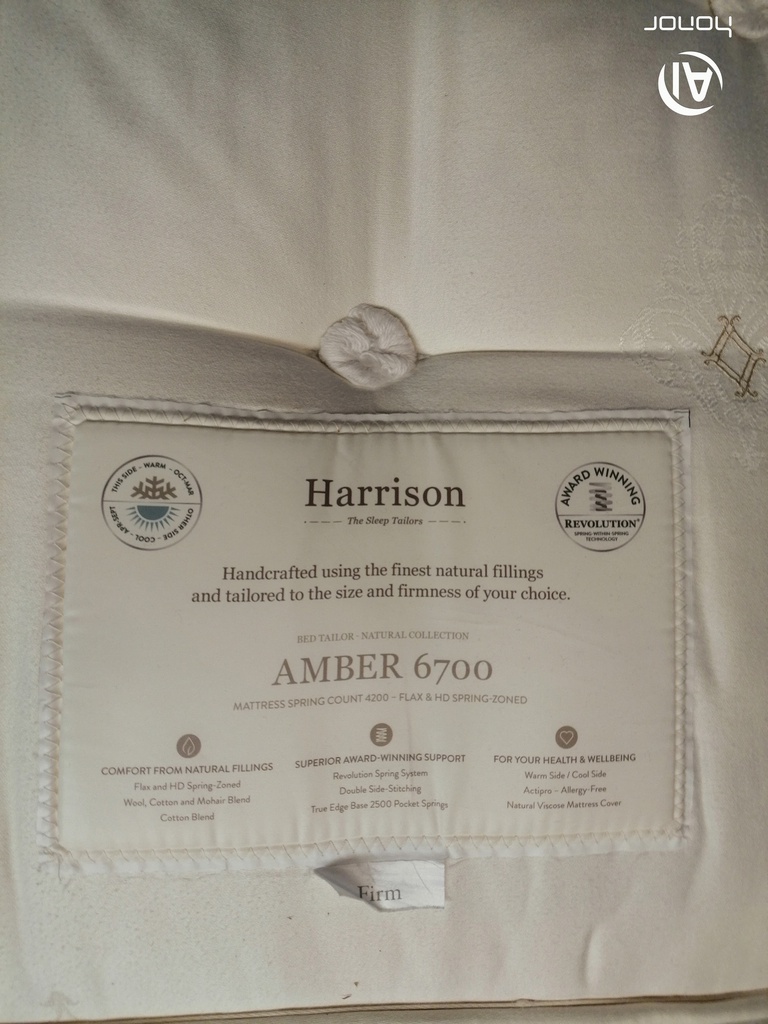 honor
AI
THIS SIDE - WARM - OCT-MAR
OTHER SIDE - COOL - APR-SEPT
Harrison
The Sleep Tailors
AWARD WINNING
REVOLUTION®
SPRING WITHIN SPRING
TECHNOLOGY
Handcrafted using the finest natural fillings
and tailored to the size and firmness of your choice.
BED TAILOR - NATURAL COLLECTION
AMBER 6700
MATTRESS SPRING COUNT 4200 – FLAX & HD SPRING-ZONED
COMFORT FROM NATURAL FILLINGS
Flax and HD Spring-Zoned
Wool, Cotton and Mohair Blend
Cotton Blend
SUPERIOR AWARD-WINNING SUPPORT
Revolution Spring System
Double Side-Stitching
True Edge Base 2500 Pocket Springs
FOR YOUR HEALTH & WELLBEING
Warm Side / Cool Side
Actipro – Allergy-Free
Natural Viscose Mattress Cover
Firm